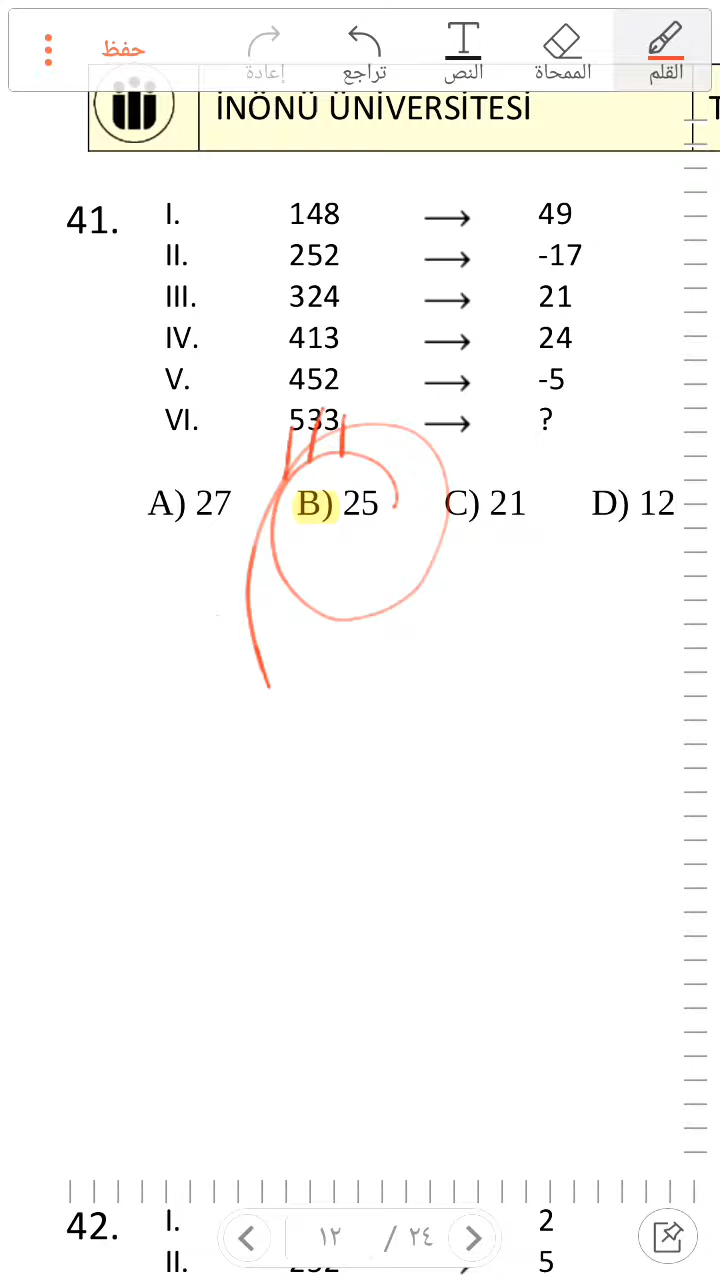 حفظ
إعادة
تراجع
النص
الممحاة
القلم
İNÖNÜ ÜNİVERSİTESİ
41.
I. 148 → 49
II. 252 → -17
III. 324 → 21
IV. 413 → 24
V. 452 → -5
VI. 533 → ?
A) 27 B) 25 C) 21 D) 12
42.
I. 2
II. 5
١٢ / ٢٤